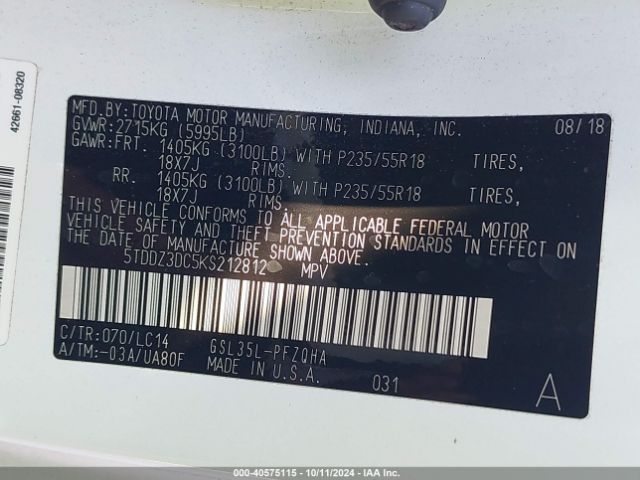 42661-08320
MFD.BY:TOYOTA MOTOR MANUFACTURING, INDIANA, INC. 08/18
GVWR:2715KG (5995LB)
GAWR:FRT. 1405KG (3100LB) WITH P235/55R18 TIRES,
18X7J RIMS.
RR. 1405KG (3100LB) WITH P235/55R18 TIRES,
18X7J RIMS.
THIS VEHICLE CONFORMS TO ALL APPLICABLE FEDERAL MOTOR
VEHICLE SAFETY AND THEFT PREVENTION STANDARDS IN EFFECT ON
THE DATE OF MANUFACTURE SHOWN ABOVE.
5TDDZ3DC5KS212812 MPV
C/TR:070/LC14 GSL35L-PFZQHA
A/TM:-03A/UA80F MADE IN U.S.A. 031 A
000-40575115 - 10/11/2024 - IAA Inc.